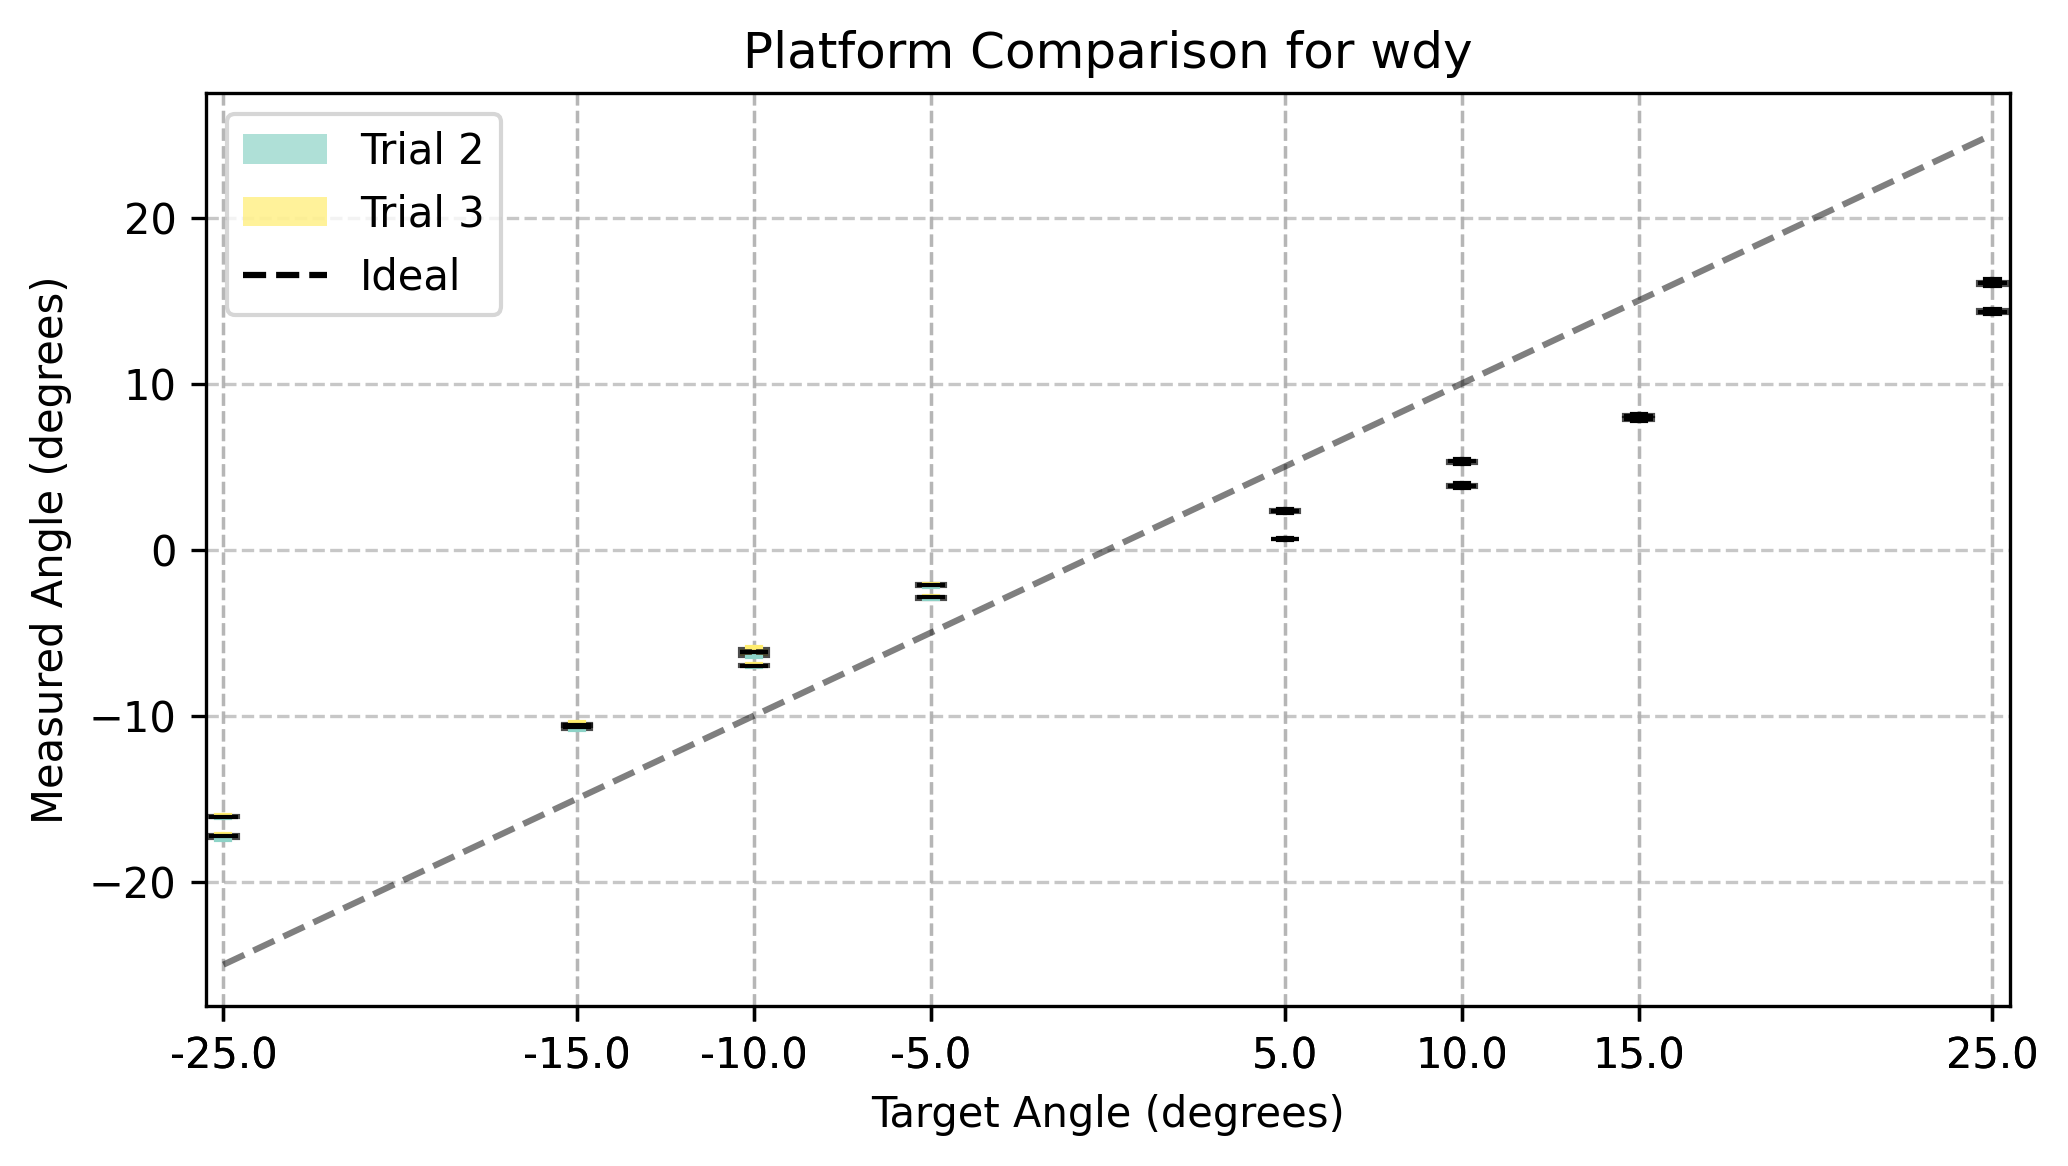 Platform Comparison for wdy
Trial 2
Trial 3
Ideal
Measured Angle (degrees)
20
10
0
−10
−20
-25.0 -15.0 -10.0 -5.0 5.0 10.0 15.0 25.0
Target Angle (degrees)